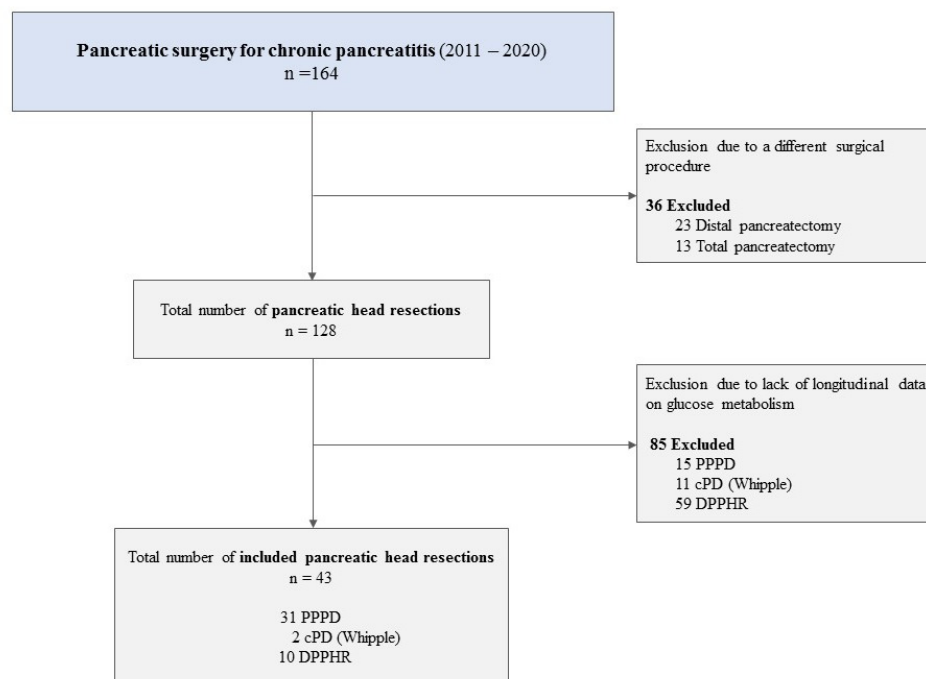 Pancreatic surgery for chronic pancreatitis (2011 – 2020)
n =164
Exclusion due to a different surgical
procedure
36 Excluded
23 Distal pancreatectomy
13 Total pancreatectomy
Total number of pancreatic head resections
n = 128
Exclusion due to lack of longitudinal data
on glucose metabolism
85 Excluded
15 PPPD
11 cPD (Whipple)
59 DPPHR
Total number of included pancreatic head resections
n = 43
31 PPPD
2 cPD (Whipple)
10 DPPHR